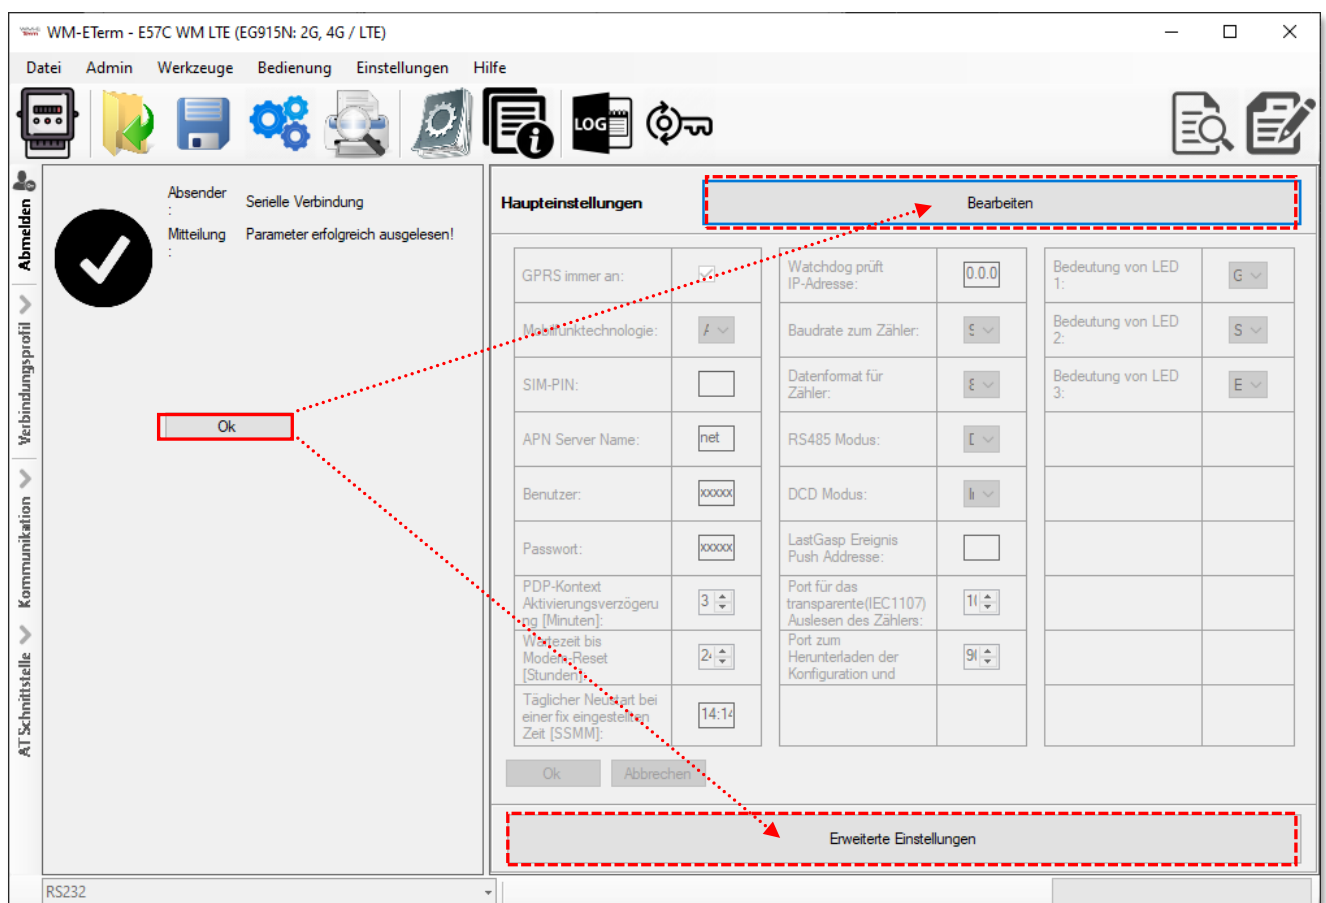 WM-ETerm - E57C WM LTE (EG915N: 2G, 4G / LTE)
Datei Admin Werkzeuge Bedienung Einstellungen Hilfe
LOG
Abmelden
Verbindungsprofil
Kommunikation
AT Schnittstelle
Absender
:
Serielle Verbindung
Mitteilung
:
Parameter erfolgreich ausgelesen!
Ok
Haupteinstellungen
Bearbeiten
GPRS immer an:
Mobilfunktechnologie:
SIM-PIN:
APN Server Name:
net
Benutzer:
xxxxx
Passwort:
xxxxx
PDP-Kontext
Aktivierungsverzögeru
ng [Minuten]:
3
Wartezeit bis
Modem-Reset
[Stunden]:
Täglicher Neustart bei
einer fix eingestellten
Zeit [SSMM]:
14:14
Watchdog prüft
IP-Adresse:
0.0.0
Baudrate zum Zähler:
Datenformat für
Zähler:
RS485 Modus:
DCD Modus:
LastGasp Ereignis
Push Addresse:
Port für das
transparente(IEC1107)
Auslesen des Zählers:
Port zum
Herunterladen der
Konfiguration und
Bedeutung von LED
1:
G
Bedeutung von LED
2:
S
Bedeutung von LED
3:
E
Ok
Abbrechen
Erweiterte Einstellungen
RS232